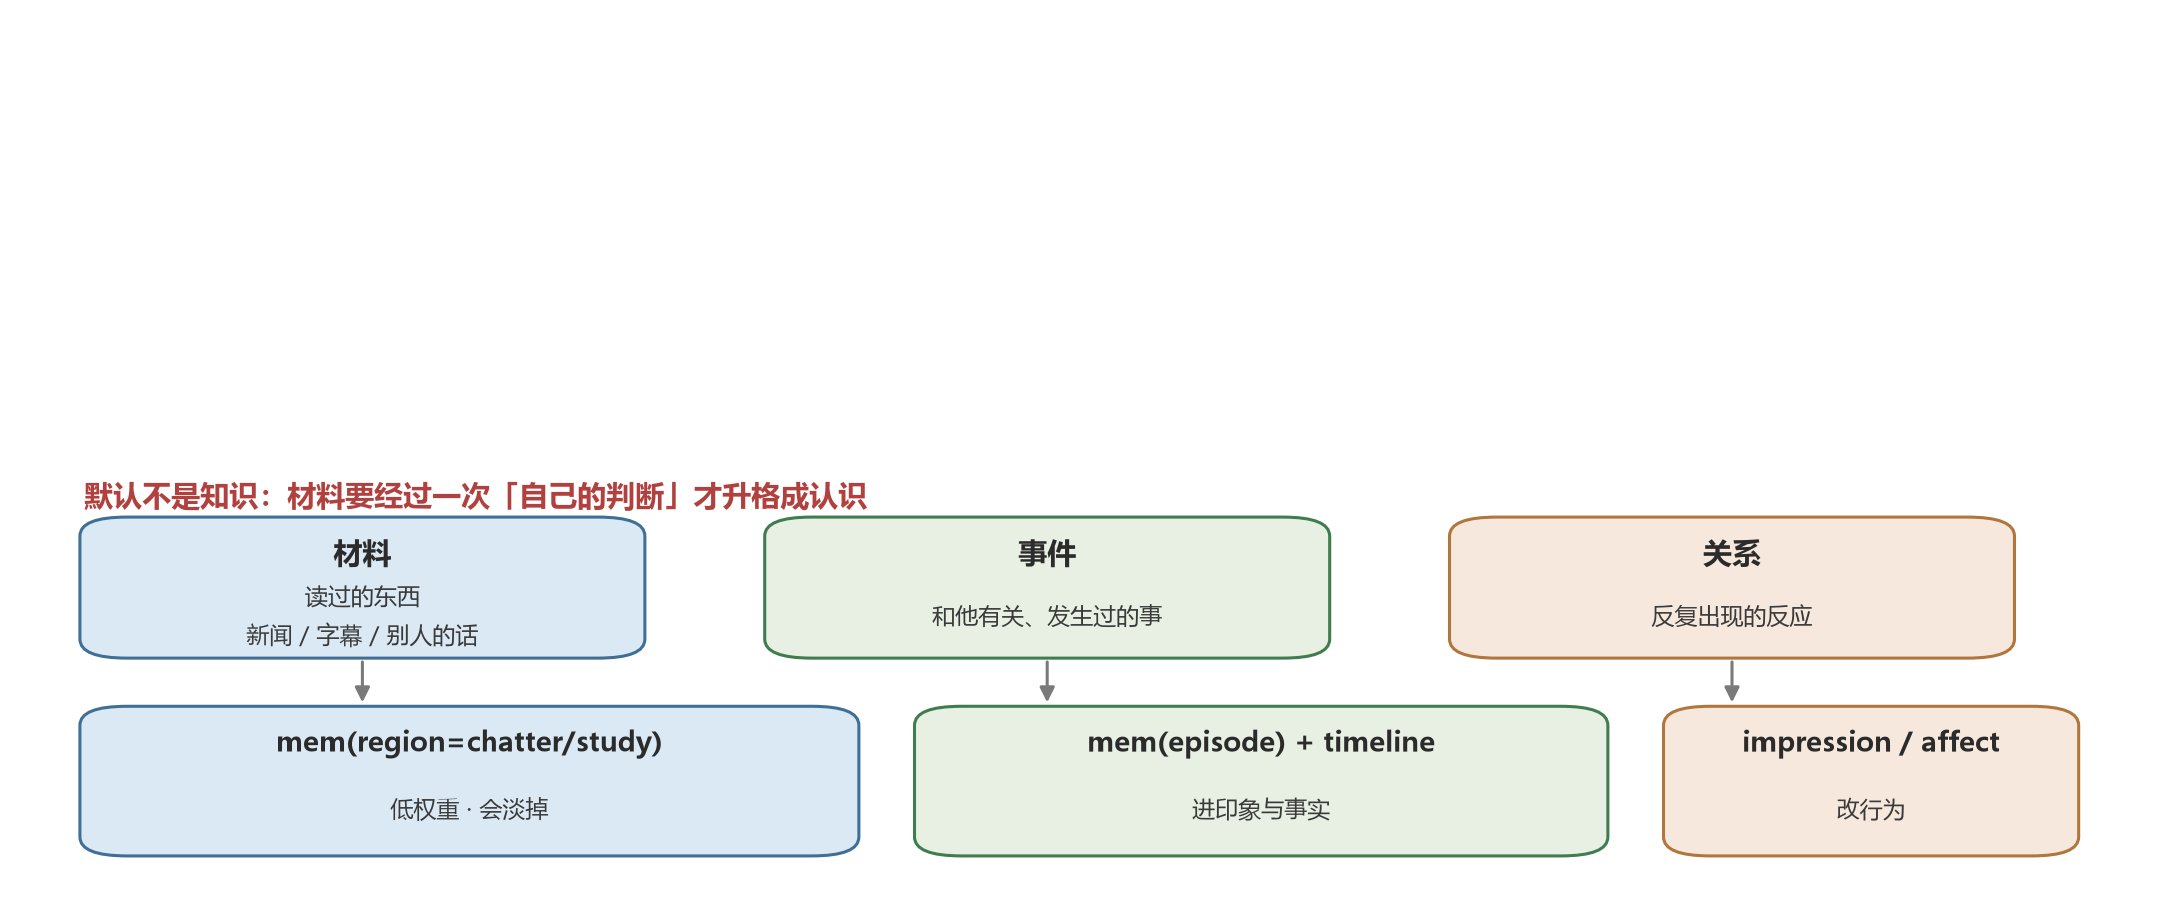 默认不是知识：材料要经过一次「自己的判断」才升格成认识
材料
读过的东西
新闻 / 字幕 / 别人的话
事件
和他有关、发生过的事
关系
反复出现的反应
mem(region=chatter/study)
低权重 · 会淡掉
mem(episode) + timeline
进印象与事实
impression / affect
改行为